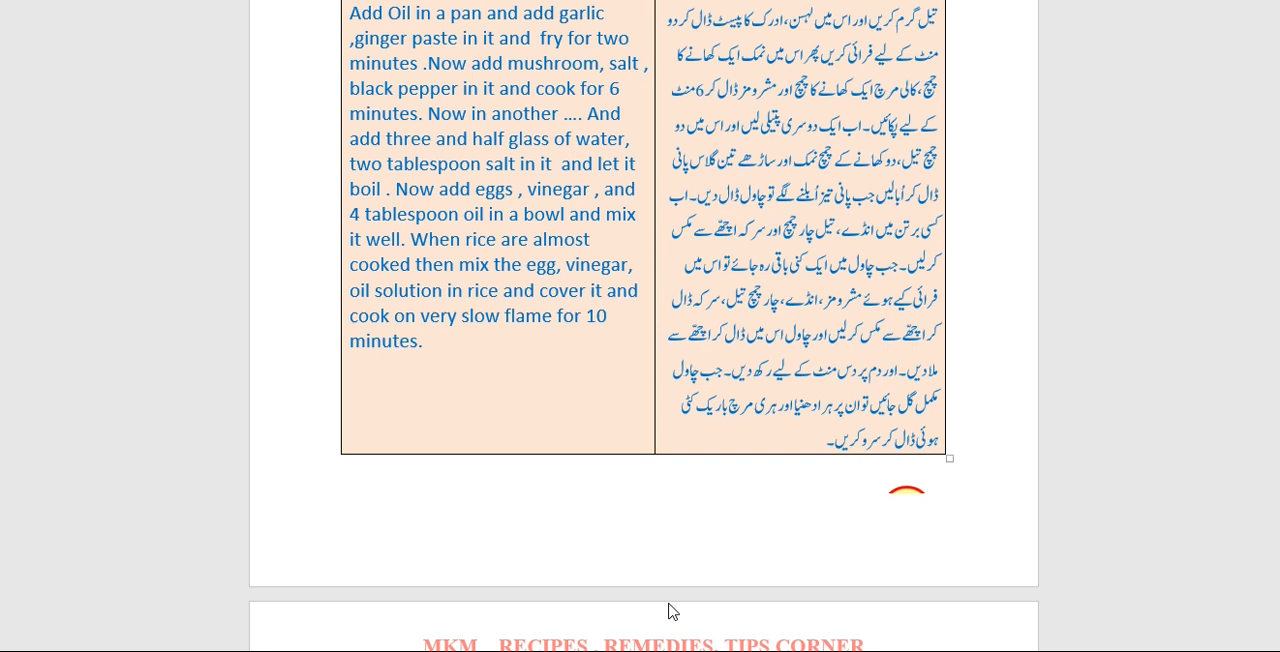 Add Oil in a pan and add garlic
,ginger paste in it and  fry for two
minutes .Now add mushroom, salt ,
black pepper in it and cook for 6
minutes. Now in another .... And
add three and half glass of water,
two tablespoon salt in it  and let it
boil . Now add eggs , vinegar , and
4 tablespoon oil in a bowl and mix
it well. When rice are almost
cooked then mix the egg, vinegar,
oil solution in rice and cover it and
cook on very slow flame for 10
minutes.
تیل گرم کریں اور اس میں لہسن،ادرک کا پیسٹ ڈال کر دو
منٹ کے لیے فرائی کریں پھر اس میں نمک ایک کھانے کا
چمچ،کالی مرچ ایک کھانے کا چمچ اور مشرومز ڈال کر 6منٹ
کے لیے پکائیں۔اب ایک دوسری پتیلی لیں اور اس میں دو
چمچ تیل،دو کھانے کے چمچ نمک اور ساڑھے تین گلاس پانی
ڈال کر اُبالیں جب پانی تیز اُبلنے لگے تو چاول ڈال دیں۔اب
کسی برتن میں انڈے، تیل چار چمچ اور سرکہ اچھّے سے مکس
کرلیں۔جب چاول میں ایک کنی باقی رہ جائے تو اس میں
فرائی کیے ہوئے مشرومز ،انڈے،چار چمچ تیل،سرکہ ڈال
کر اچھّے سے مکس کرلیں اور چاول اس میں ڈال کر اچھّے سے
ملادیں۔اور دم پر دس منٹ کے لیے رکھ دیں۔جب چاول
مکمل گل جائیں تو ان پر ہرا دھنیا اور ہری مرچ باریک کٹی
ہوئی ڈال کر سرو کریں۔
MKM    RECIPES , REMEDIES, TIPS CORNER